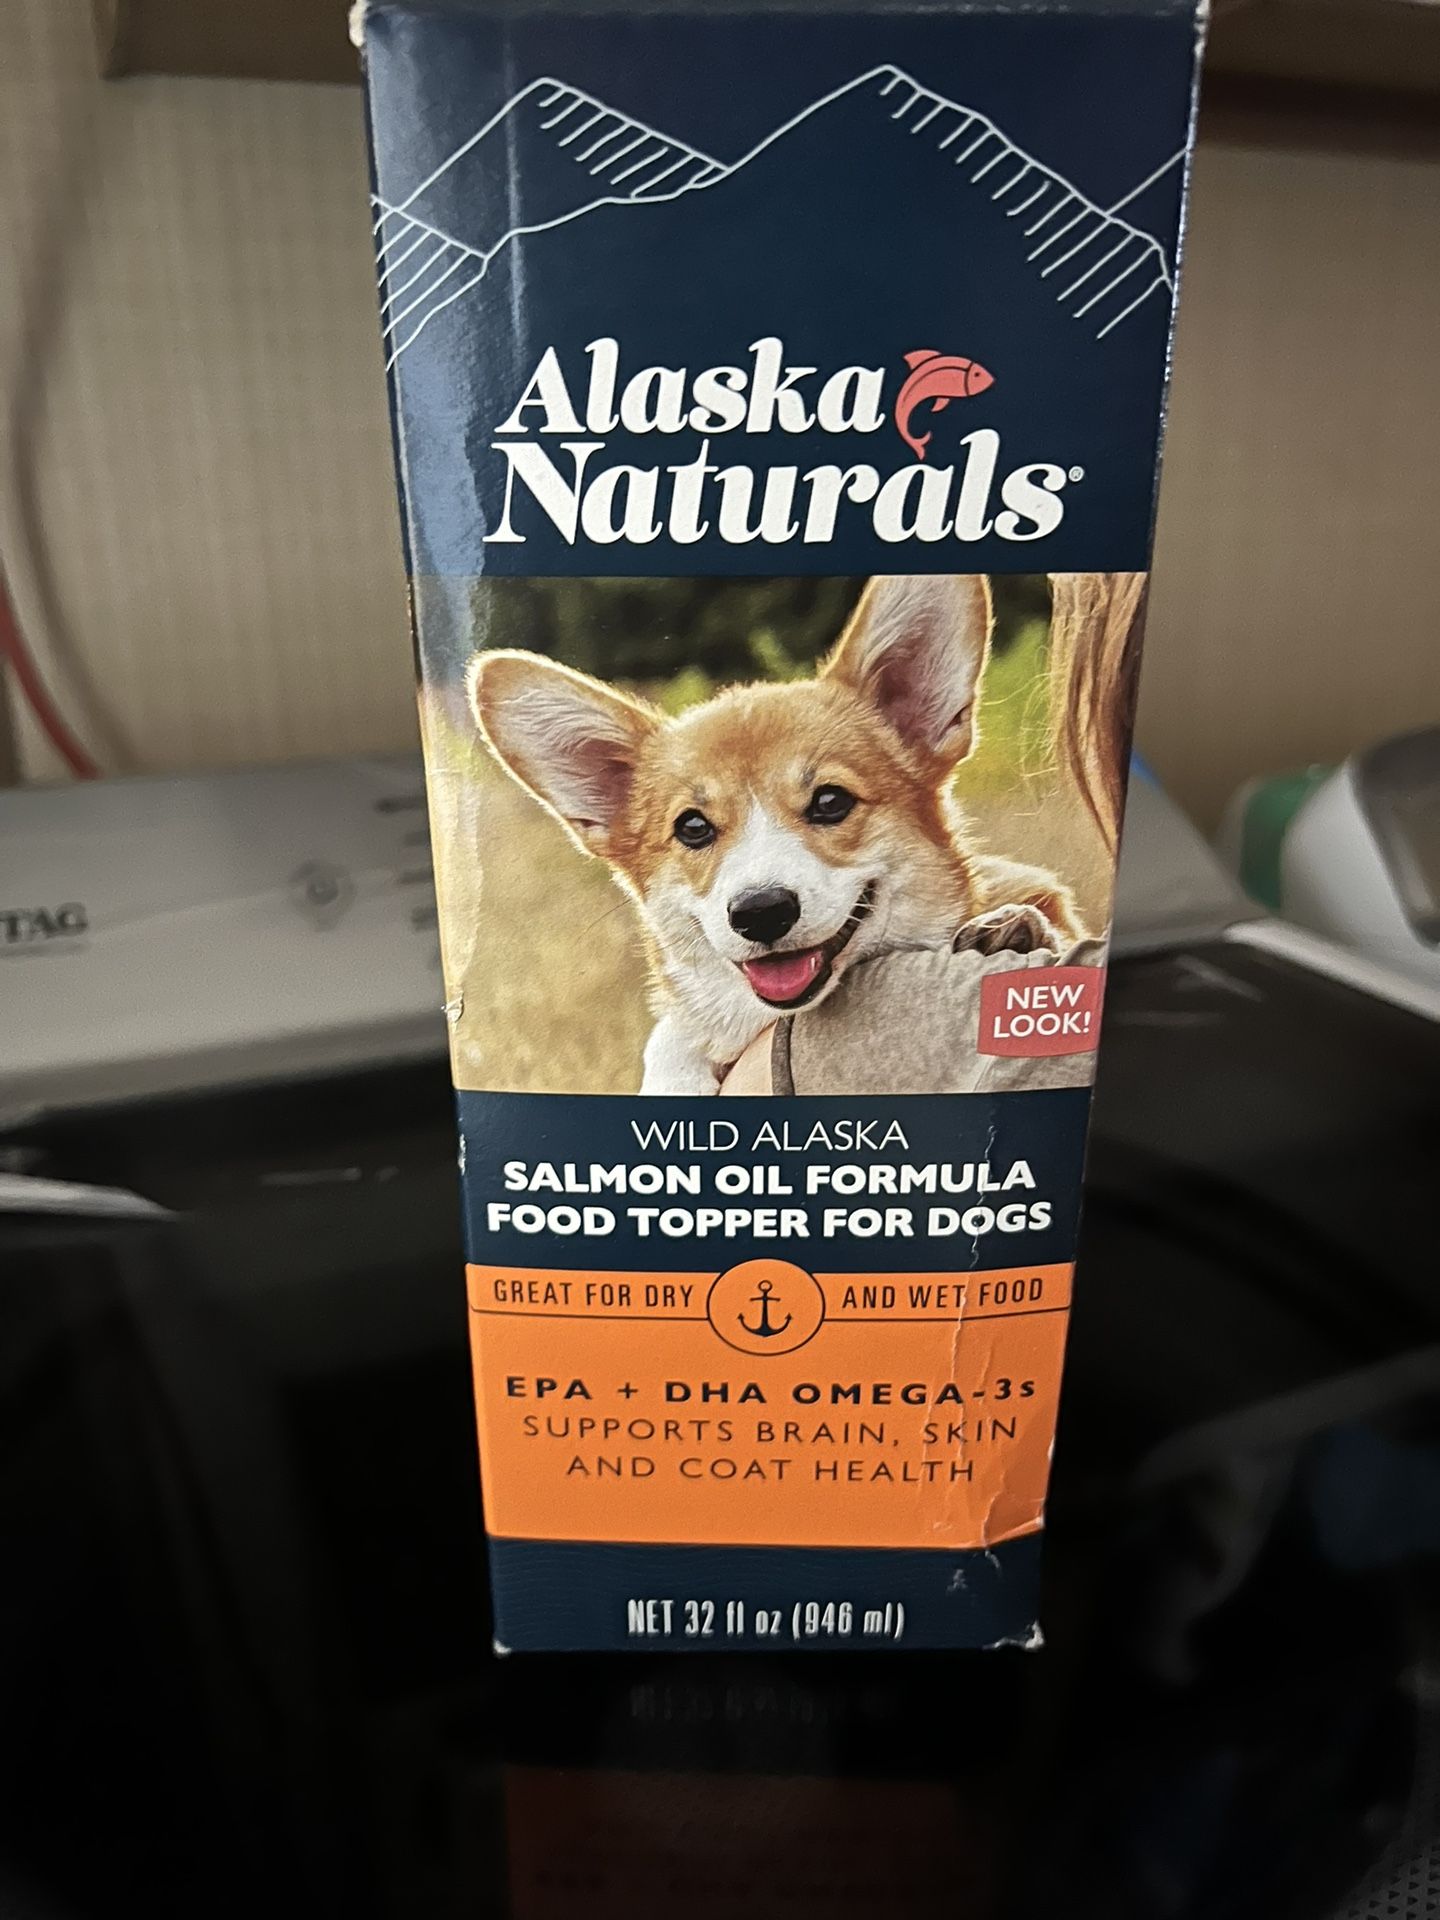 Alaska
Naturals®
NEW
LOOK!
WILD ALASKA
SALMON OIL FORMULA
FOOD TOPPER FOR DOGS
GREAT FOR DRY AND WET FOOD
EPA + DHA OMEGA-3s
SUPPORTS BRAIN, SKIN
AND COAT HEALTH
NET 32 fl oz (946 ml)
TAG